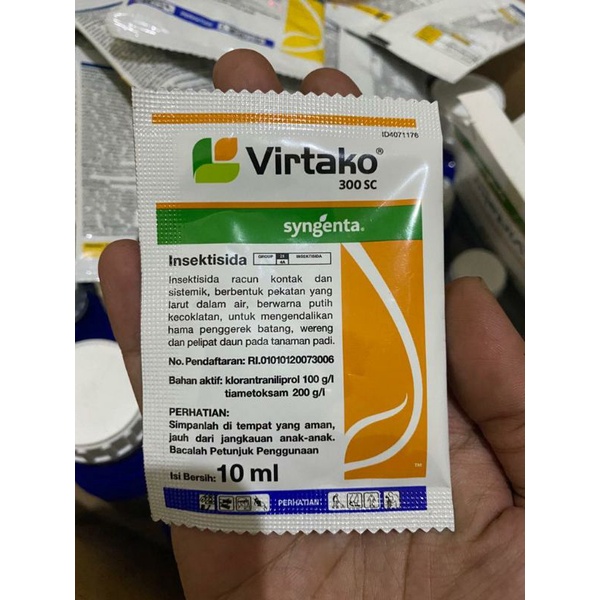 ID4071176
Virtako®
300 SC
syngenta®
Insektisida GROUP 28 INSEKTISIDA
4A
Insektisida racun kontak dan
sistemik, berbentuk pekatan yang
larut dalam air, berwarna putih
kecoklatan, untuk mengendalikan
hama penggerek batang, wereng
dan pelipat daun pada tanaman padi.
No. Pendaftaran: RI.01010120073006
Bahan aktif: klorantraniliprol 100 g/l
tiametoksam 200 g/l
PERHATIAN:
Simpanlah di tempat yang aman,
jauh dari jangkauan anak-anak.
Bacalah Petunjuk Penggunaan
Isi Bersih: 10 ml
TM
PERHATIAN